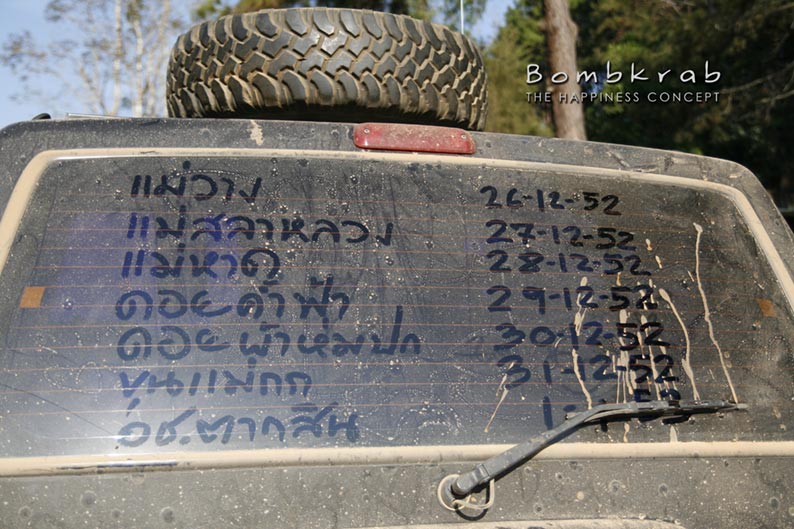 Bombkrab
THE HAPPINESS CONCEPT
แม่วาง 26-12-52
แม่สลาหลวง 27-12-52
แม่หาด 28-12-52
ดอยคำฟ้า 29-12-52
ดอยผ้าห่มปก 30-12-52
ขุนแม่กก 31-12-52
อช.ตากสิน 1-